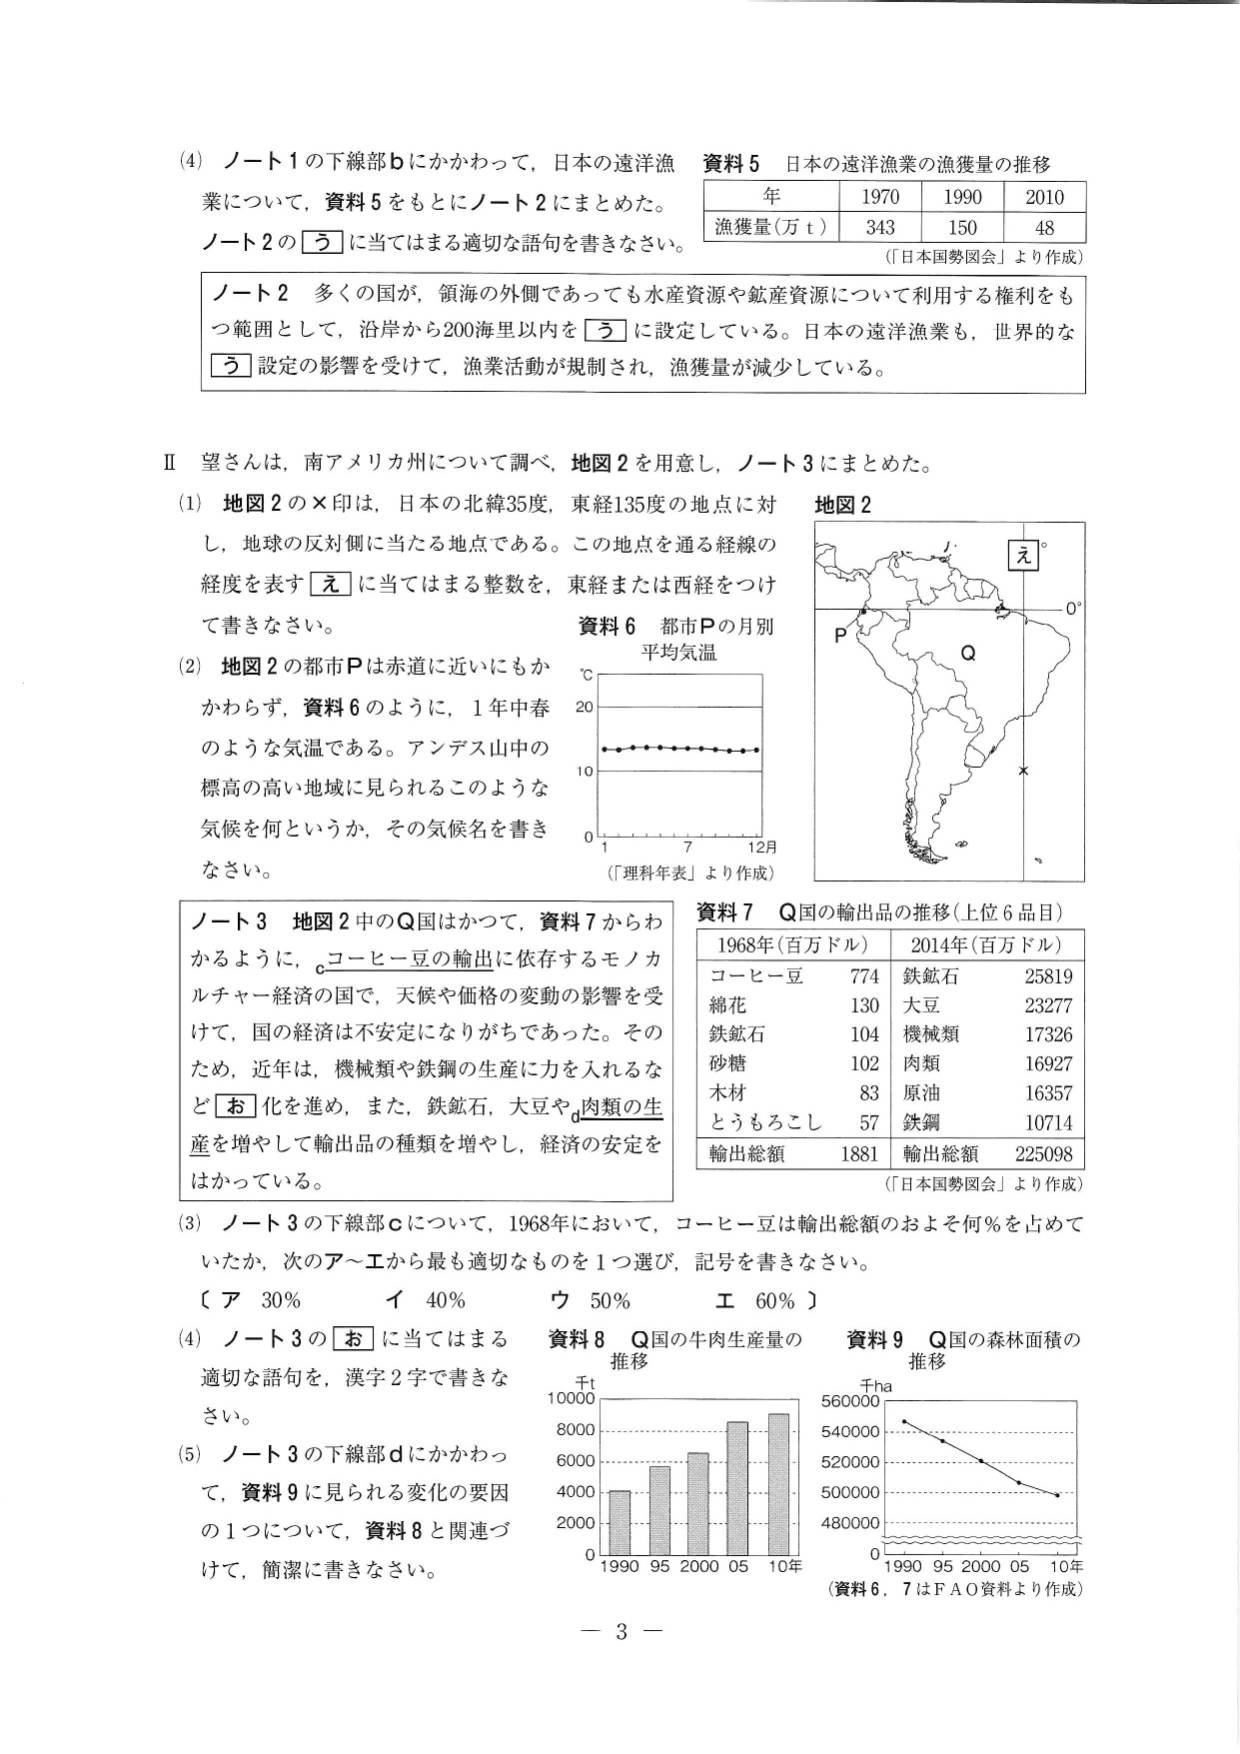 (4) ノート1の下線部bにかかわって，日本の遠洋漁
業について，資料5をもとにノート2にまとめた。
ノート2の う に当てはまる適切な語句を書きなさい。
資料5 日本の遠洋漁業の漁獲量の推移
年 1970 1990 2010
漁獲量(万t) 343 150 48
(「日本国勢図会」より作成)
ノート2 多くの国が，領海の外側であっても水産資源や鉱産資源について利用する権利をも
つ範囲として，沿岸から200海里以内を う に設定している。日本の遠洋漁業も，世界的な
う 設定の影響を受けて，漁業活動が規制され，漁獲量が減少している。
Ⅱ 望さんは，南アメリカ州について調べ，地図2を用意し，ノート3にまとめた。
(1) 地図2の×印は，日本の北緯35度，東経135度の地点に対
し，地球の反対側に当たる地点である。この地点を通る経線の
経度を表す え に当てはまる整数を，東経または西経をつけ
て書きなさい。
地図2
え °
0°
P
Q
×
(2) 地図2の都市Pは赤道に近いにもか
かわらず，資料6のように，1年中春
のような気温である。アンデス山中の
標高の高い地域に見られるこのような
気候を何というか，その気候名を書き
なさい。
資料6 都市Pの月別
平均気温
℃
20
10
0
1 7 12月
(「理科年表」より作成)
ノート3 地図2中のQ国はかつて，資料7からわ
かるように，cコーヒー豆の輸出に依存するモノカ
ルチャー経済の国で，天候や価格の変動の影響を受
けて，国の経済は不安定になりがちであった。その
ため，近年は，機械類や鉄鋼の生産に力を入れるな
ど お 化を進め，また，鉄鉱石，大豆やd肉類の生
産を増やして輸出品の種類を増やし，経済の安定を
はかっている。
資料7 Q国の輸出品の推移(上位6品目)
1968年(百万ドル) 2014年(百万ドル)
コーヒー豆 774 鉄鉱石 25819
綿花 130 大豆 23277
鉄鉱石 104 機械類 17326
砂糖 102 肉類 16927
木材 83 原油 16357
とうもろこし 57 鉄鋼 10714
輸出総額 1881 輸出総額 225098
(「日本国勢図会」より作成)
(3) ノート3の下線部cについて，1968年において，コーヒー豆は輸出総額のおよそ何％を占めて
いたか，次のア〜エから最も適切なものを1つ選び，記号を書きなさい。
〔 ア 30％ イ 40％ ウ 50％ エ 60％ 〕
(4) ノート3の お に当てはまる
適切な語句を，漢字2字で書きな
さい。
(5) ノート3の下線部dにかかわっ
て，資料9に見られる変化の要因
の1つについて，資料8と関連づ
けて，簡潔に書きなさい。
資料8 Q国の牛肉生産量の
推移
千t
10000
8000
6000
4000
2000
0
1990 95 2000 05 10年
資料9 Q国の森林面積の
推移
千ha
560000
540000
520000
500000
480000
0
1990 95 2000 05 10年
(資料6，7はFAO資料より作成)
— 3 —